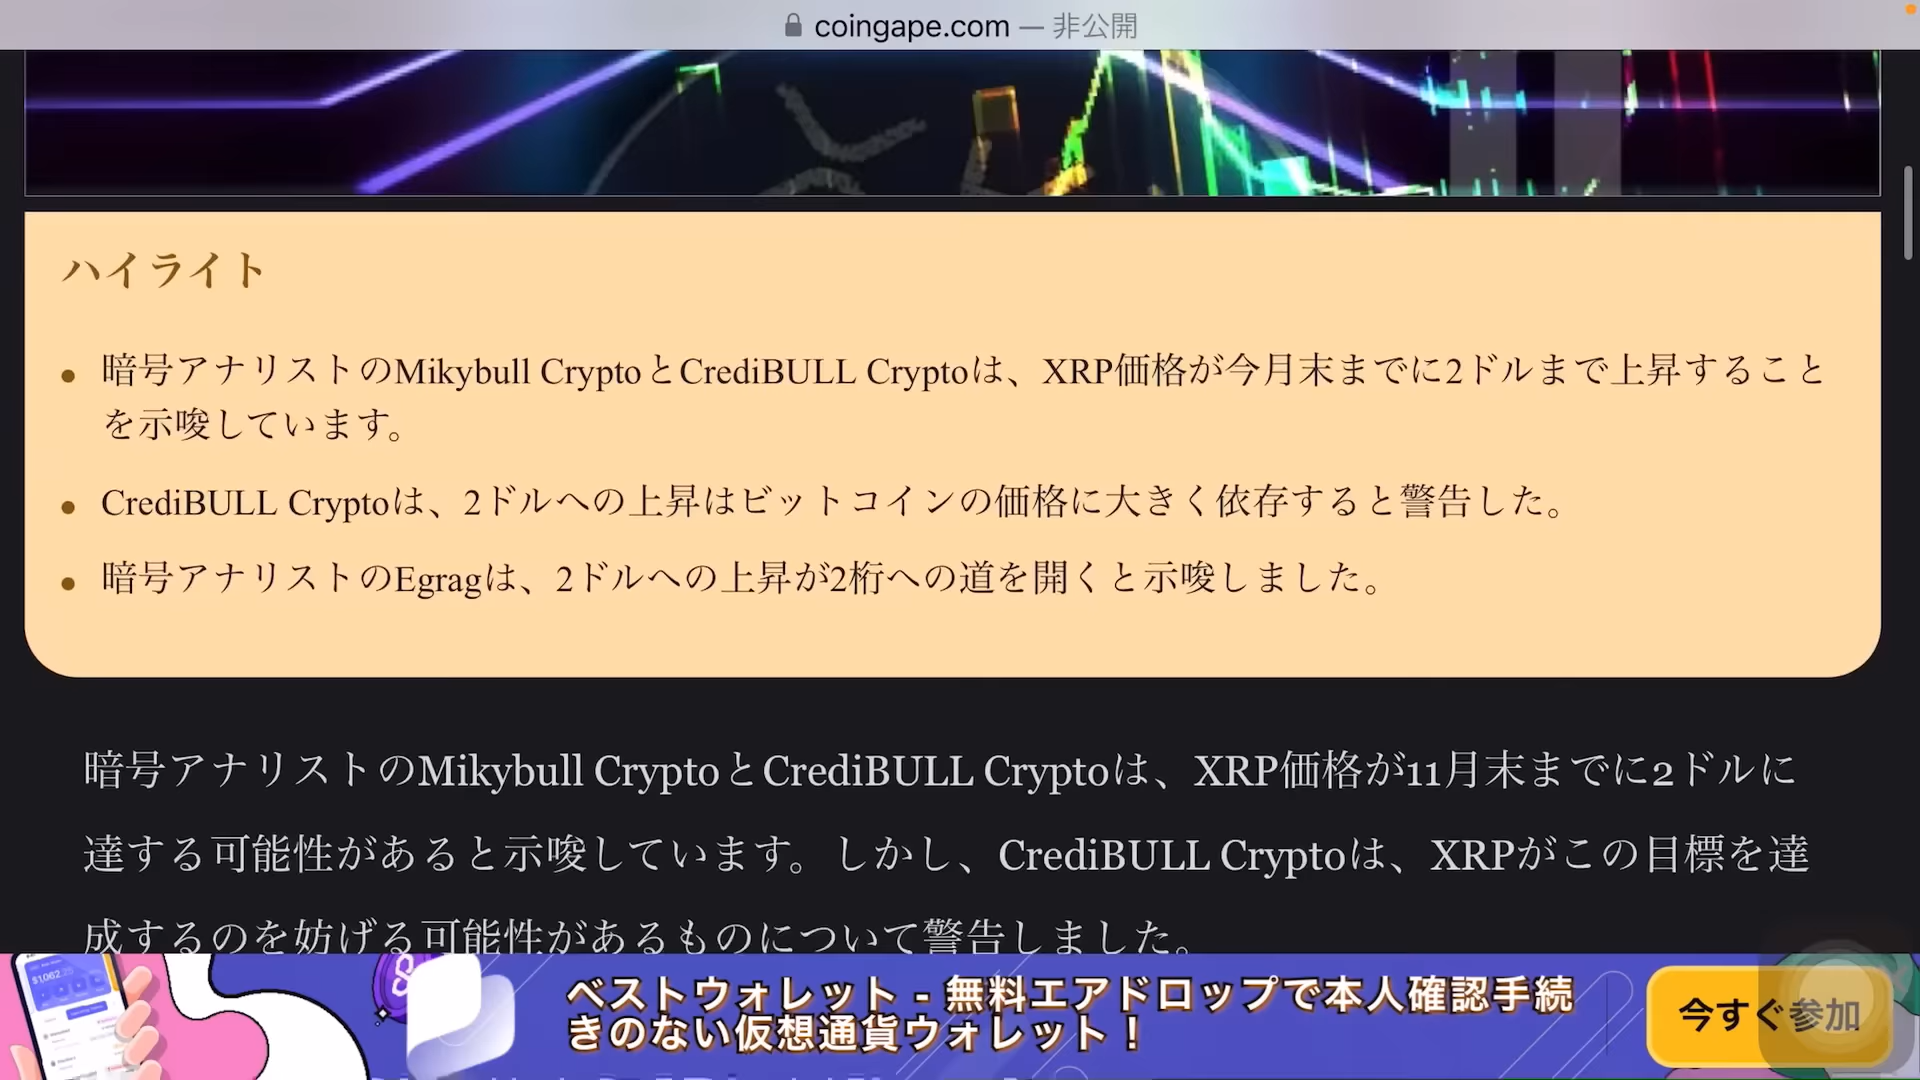 coingape.com — 非公開
ハイライト
暗号アナリストのMikybull CryptoとCrediBULL Cryptoは、XRP価格が今月末までに2ドルまで上昇すること
を示唆しています。
CrediBULL Cryptoは、2ドルへの上昇はビットコインの価格に大きく依存すると警告した。
暗号アナリストのEgragは、2ドルへの上昇が2桁への道を開くと示唆しました。
暗号アナリストのMikybull CryptoとCrediBULL Cryptoは、XRP価格が11月末までに2ドルに
達する可能性があると示唆しています。しかし、CrediBULL Cryptoは、XRPがこの目標を達
成するのを妨げる可能性があるものについて警告しました。
ベストウォレット - 無料エアドロップで本人確認手続
きのない仮想通貨ウォレット！
今すぐ参加